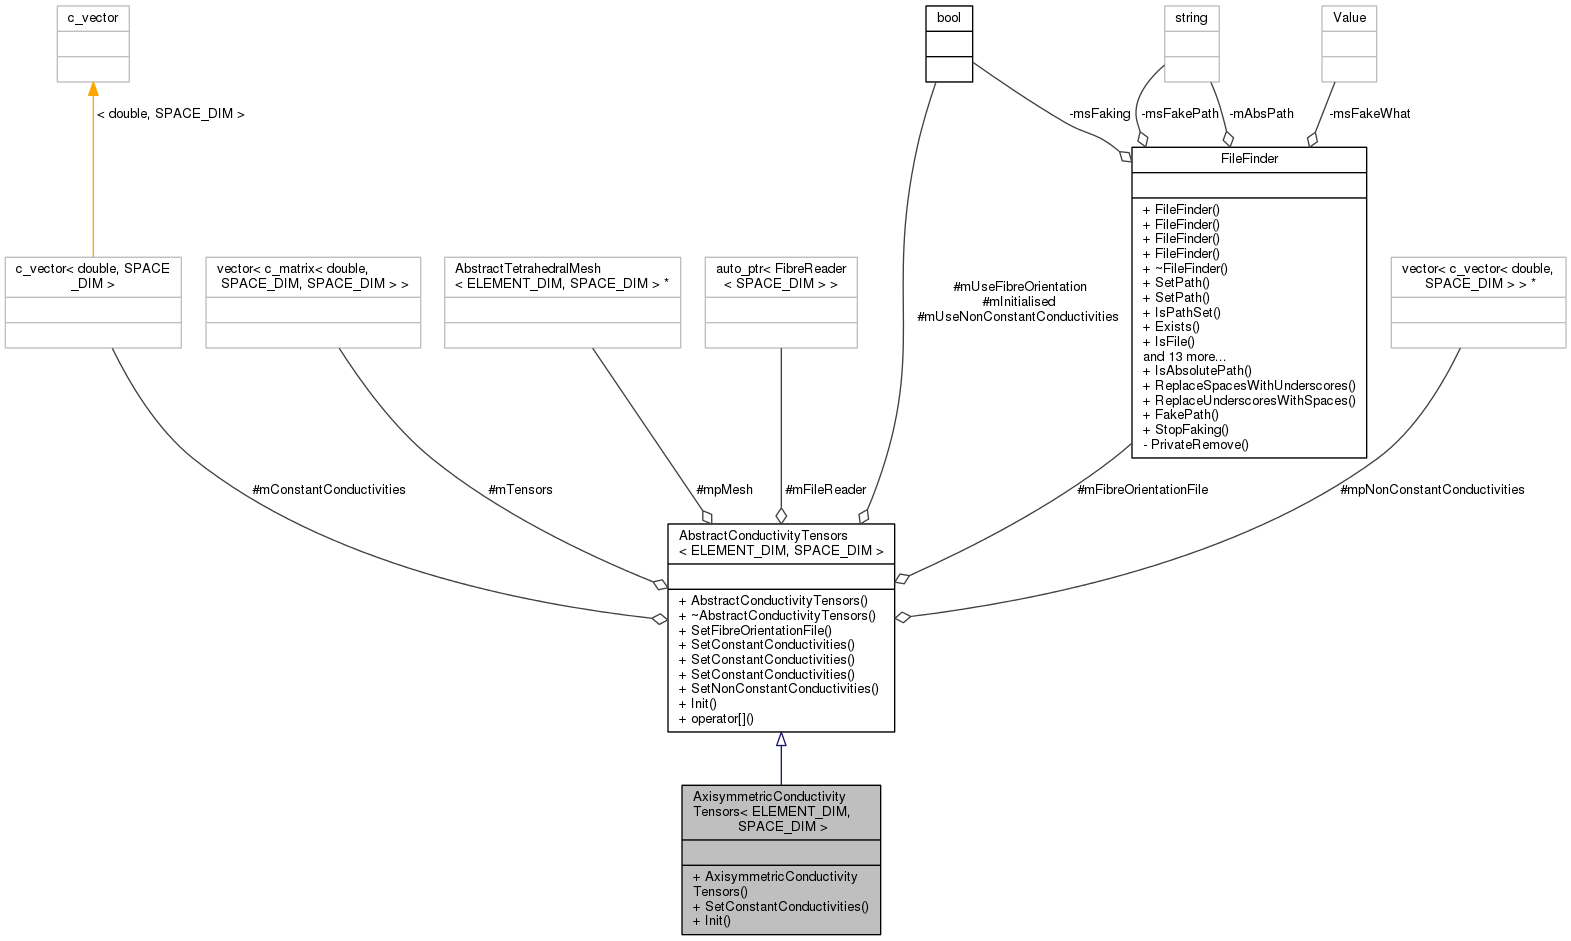 c_vector
bool
string
Value
< double, SPACE_DIM >
-msFaking
-msFakePath
-mAbsPath
-msFakeWhat
FileFinder
+ FileFinder()
+ FileFinder()
+ FileFinder()
+ FileFinder()
+ ~FileFinder()
+ SetPath()
+ SetPath()
+ IsPathSet()
+ Exists()
+ IsFile()
and 13 more...
+ IsAbsolutePath()
+ ReplaceSpacesWithUnderscores()
+ ReplaceUnderscoresWithSpaces()
+ FakePath()
+ StopFaking()
- PrivateRemove()
c_vector< double, SPACE
_DIM >
vector< c_matrix< double,
SPACE_DIM, SPACE_DIM > >
AbstractTetrahedralMesh
< ELEMENT_DIM, SPACE_DIM > *
auto_ptr< FibreReader
< SPACE_DIM > >
#mUseFibreOrientation
#mInitialised
#mUseNonConstantConductivities
vector< c_vector< double,
SPACE_DIM > > *
#mConstantConductivities
#mTensors
#mpMesh
#mFileReader
#mFibreOrientationFile
#mpNonConstantConductivities
AbstractConductivityTensors
< ELEMENT_DIM, SPACE_DIM >
+ AbstractConductivityTensors()
+ ~AbstractConductivityTensors()
+ SetFibreOrientationFile()
+ SetConstantConductivities()
+ SetConstantConductivities()
+ SetConstantConductivities()
+ SetNonConstantConductivities()
+ Init()
+ operator[]()
AxisymmetricConductivity
Tensors< ELEMENT_DIM,
SPACE_DIM >
+ AxisymmetricConductivity
Tensors()
+ SetConstantConductivities()
+ Init()